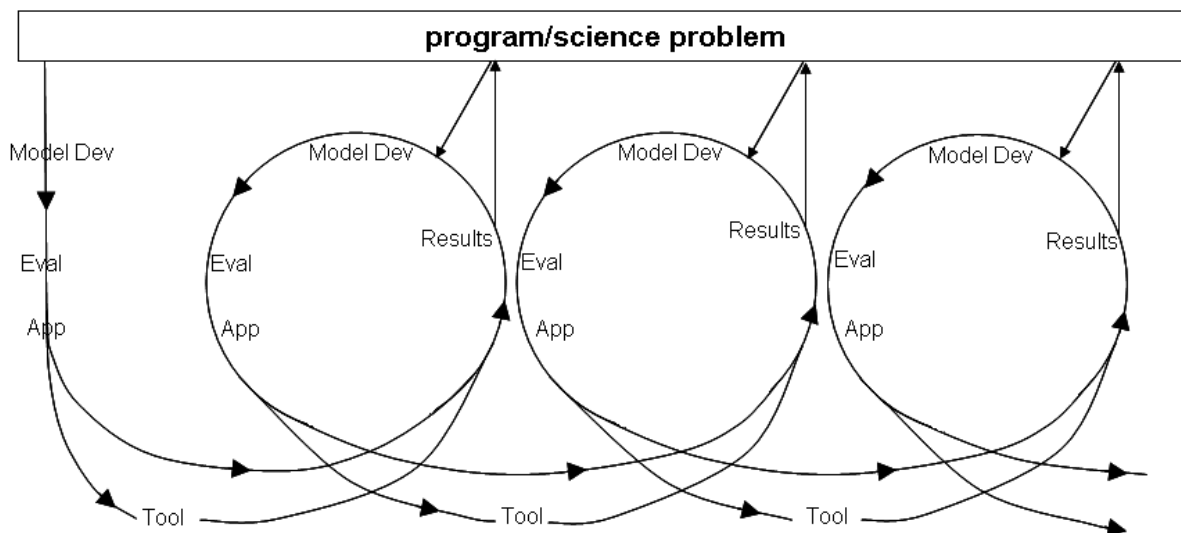 program/science problem
Model Dev
Eval
App
Tool
Model Dev
Results
Eval
App
Tool
Model Dev
Results
Eval
App
Tool
Model Dev
Results
Eval
App